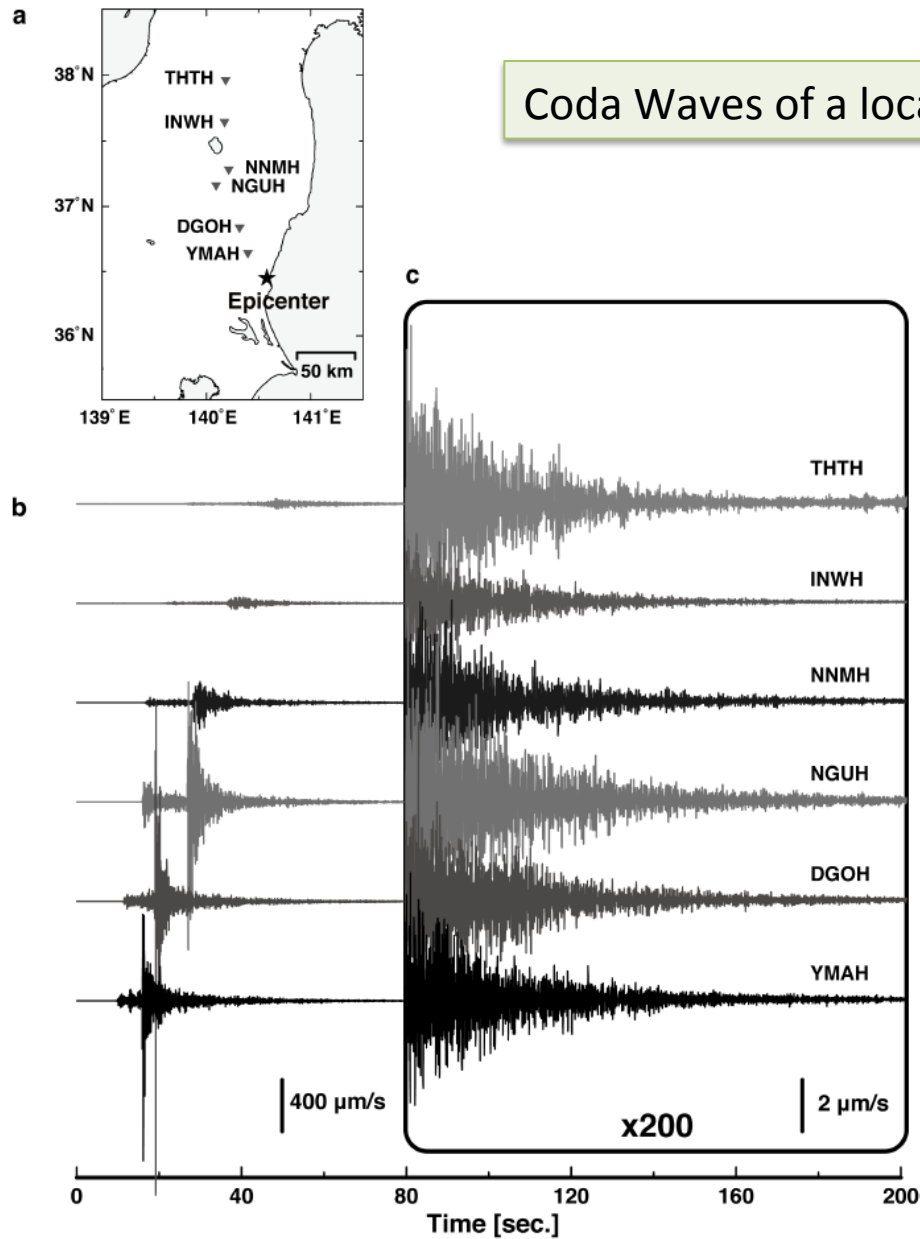 a
Coda Waves of a loca
38˚N
37˚N
36˚N
THTH
INWH
NNMH
NGUH
DGOH
YMAH
Epicenter
50 km
139˚E 140˚E 141˚E
c
b
THTH
INWH
NNMH
NGUH
DGOH
YMAH
400 µm/s
x200
2 µm/s
0 40 80 120 160 200
Time [sec.]